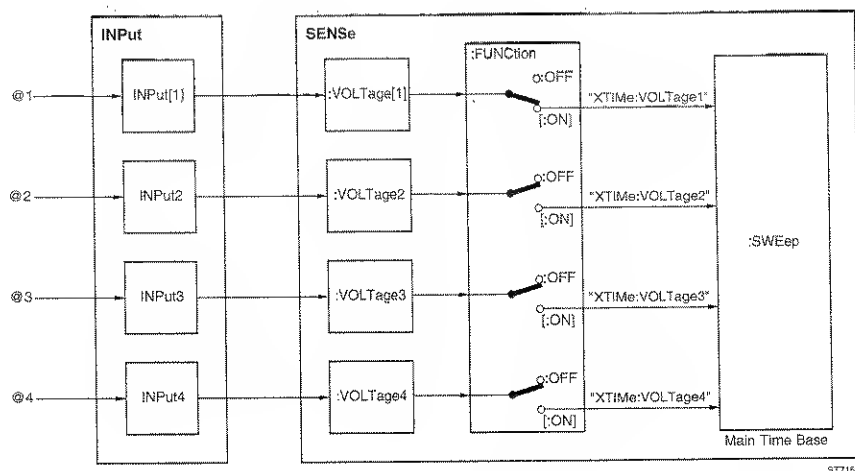 INPut
SENSe
:FUNCtion
@1
INPut[1]
:VOLTage[1]
:OFF
[:ON]
"XTIMe:VOLTage1"
@2
INPut2
:VOLTage2
:OFF
[:ON]
"XTIMe:VOLTage2"
:SWEep
@3
INPut3
:VOLTage3
:OFF
[:ON]
"XTIMe:VOLTage3"
@4
INPut4
:VOLTage4
:OFF
[:ON]
"XTIMe:VOLTage4"
Main Time Base
ST715